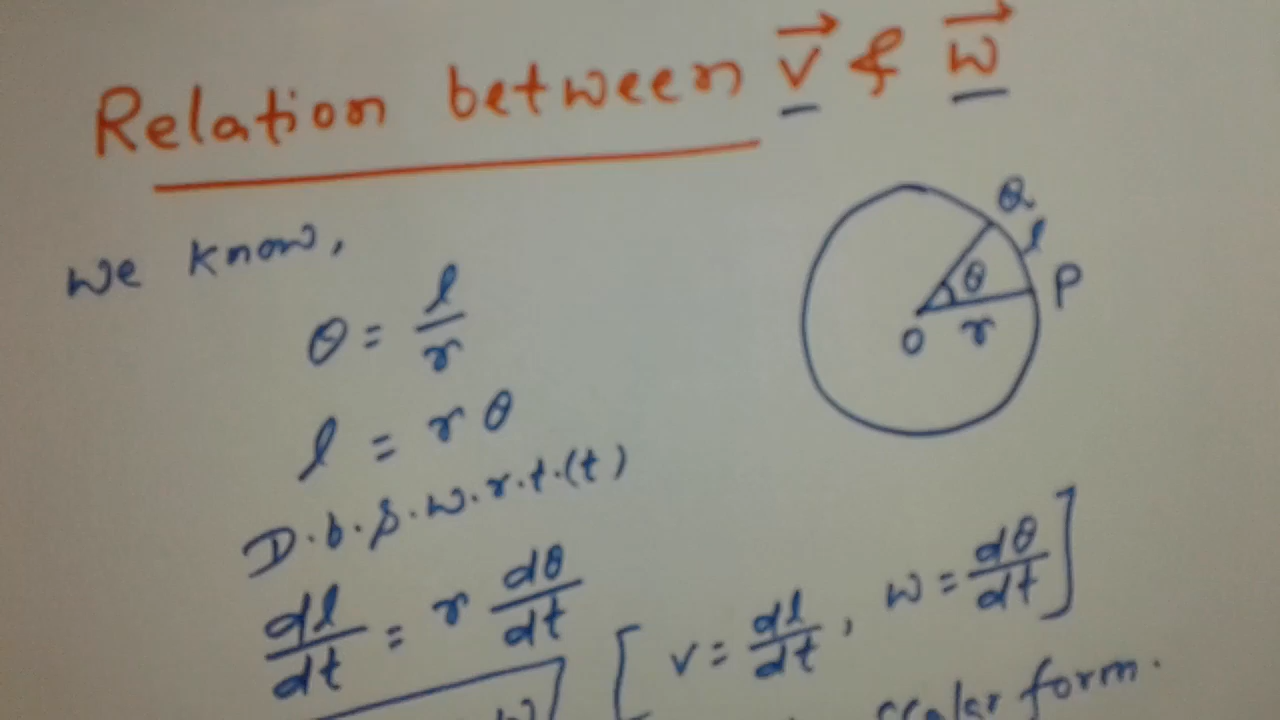 Relation between v⃗ & w⃗
We know,
θ = l/r
l = rθ
D.b.s.w.r.t.(t)
dl/dt = r dθ/dt
[v = dl/dt, w = dθ/dt]
w]
scalar form.
Q
l
θ
P
O
r